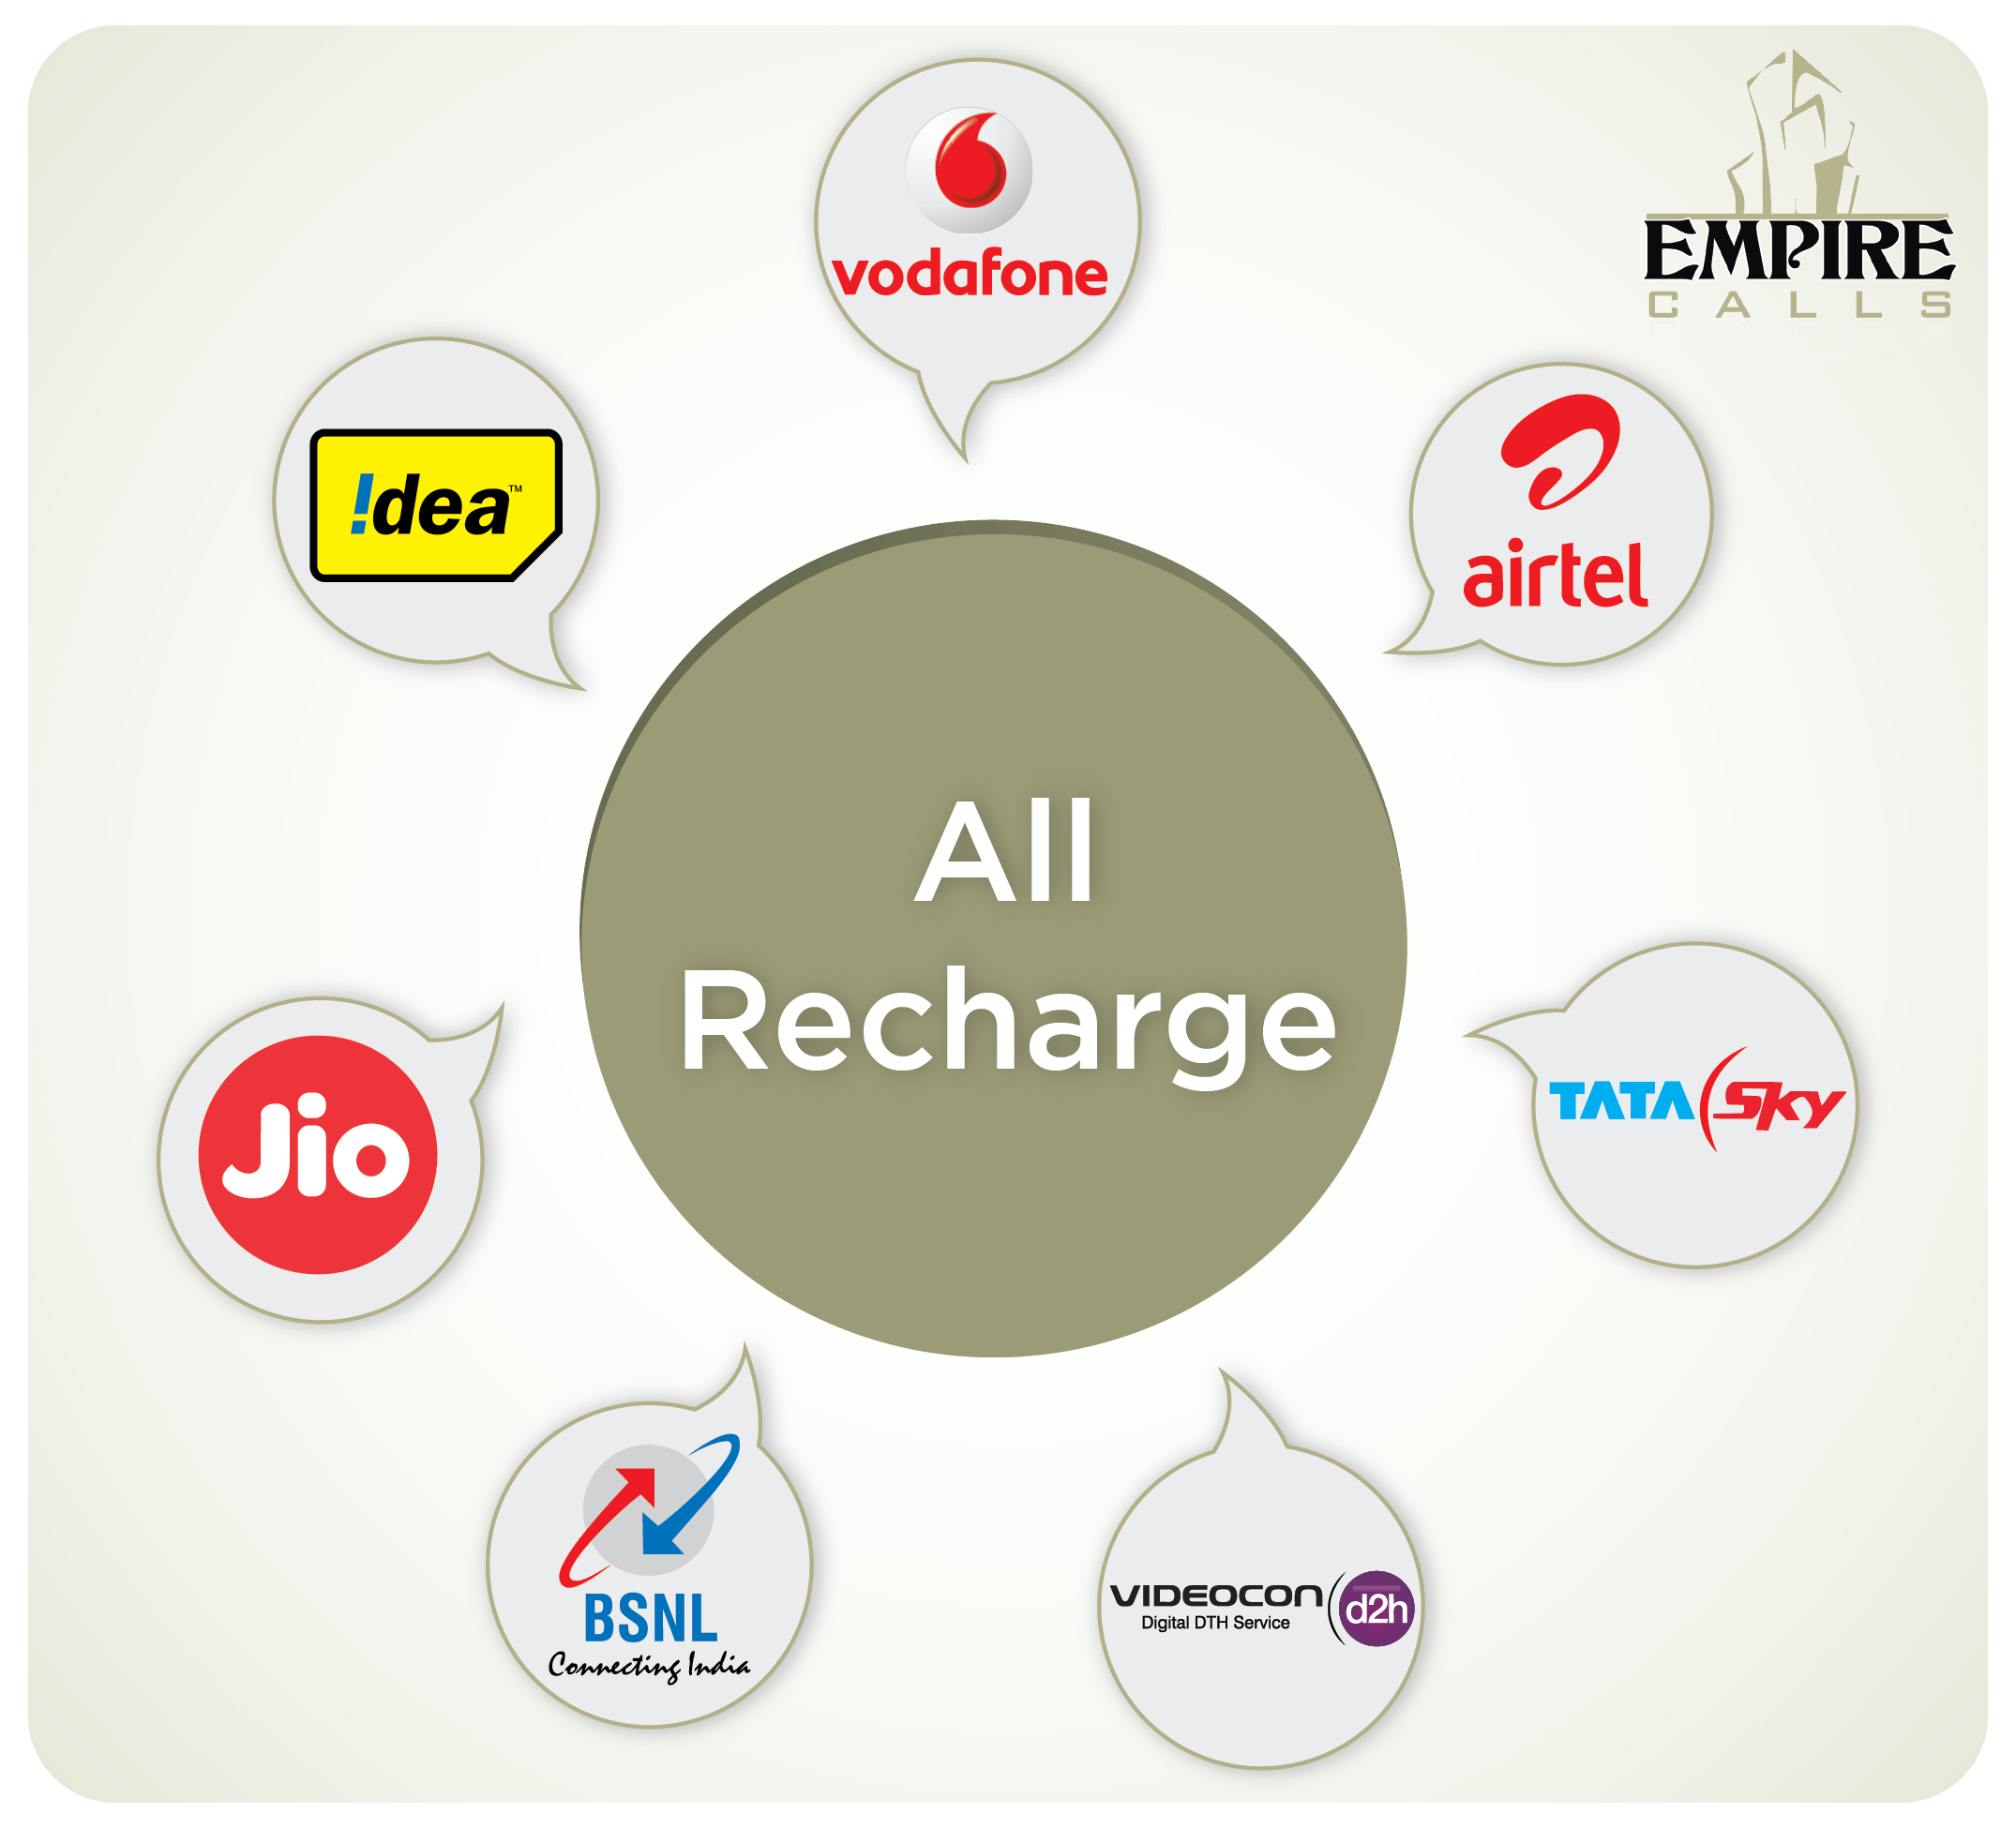 vodafone
EMPIRE
CALLS
!dea™
airtel
All
Recharge
TATA Sky
Jio
BSNL
Connecting India
VIDEOCON d2h
Digital DTH Service